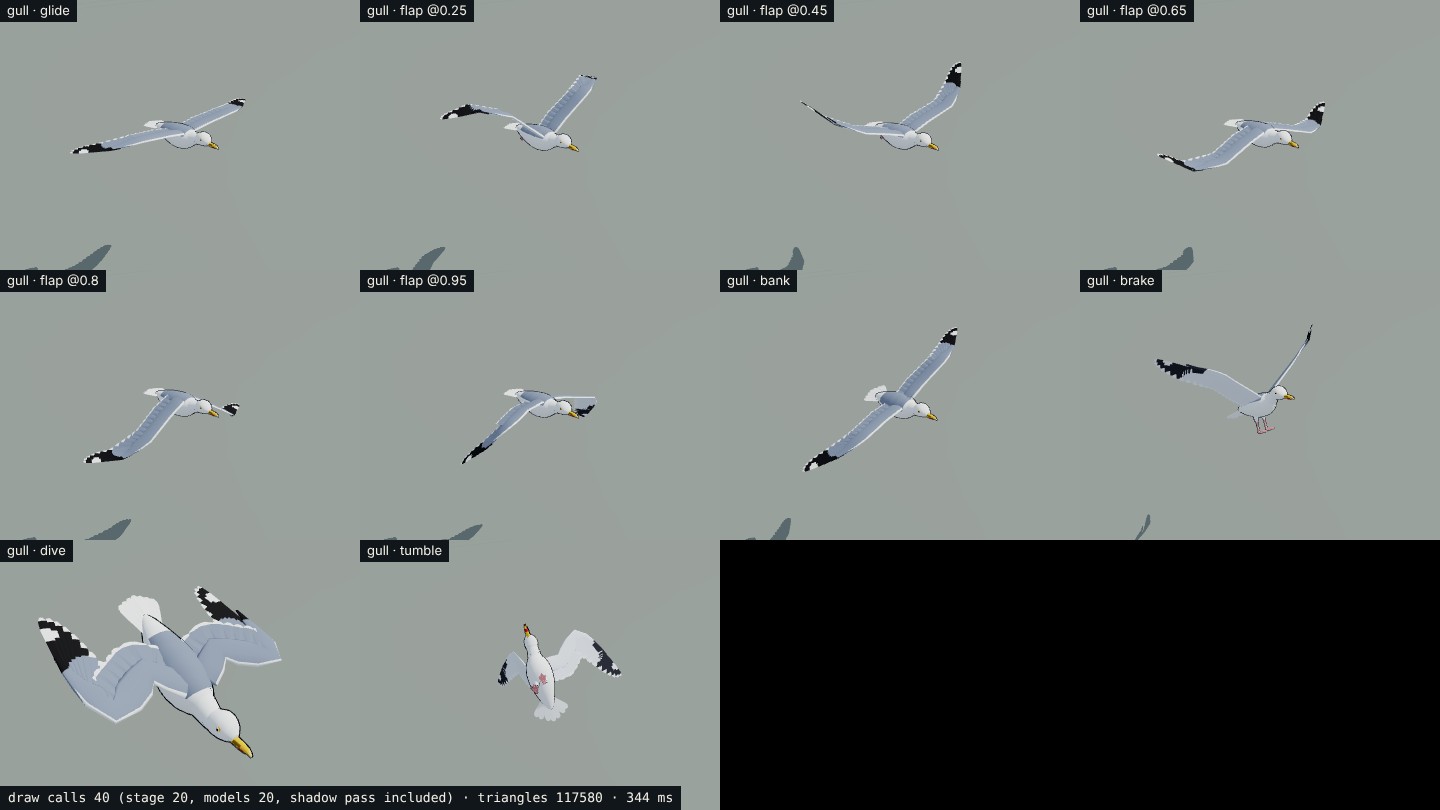 gull · glide
gull · flap @0.25
gull · flap @0.45
gull · flap @0.65
gull · flap @0.8
gull · flap @0.95
gull · bank
gull · brake
gull · dive
gull · tumble
draw calls 40 (stage 20, models 20, shadow pass included) · triangles 117580 · 344 ms